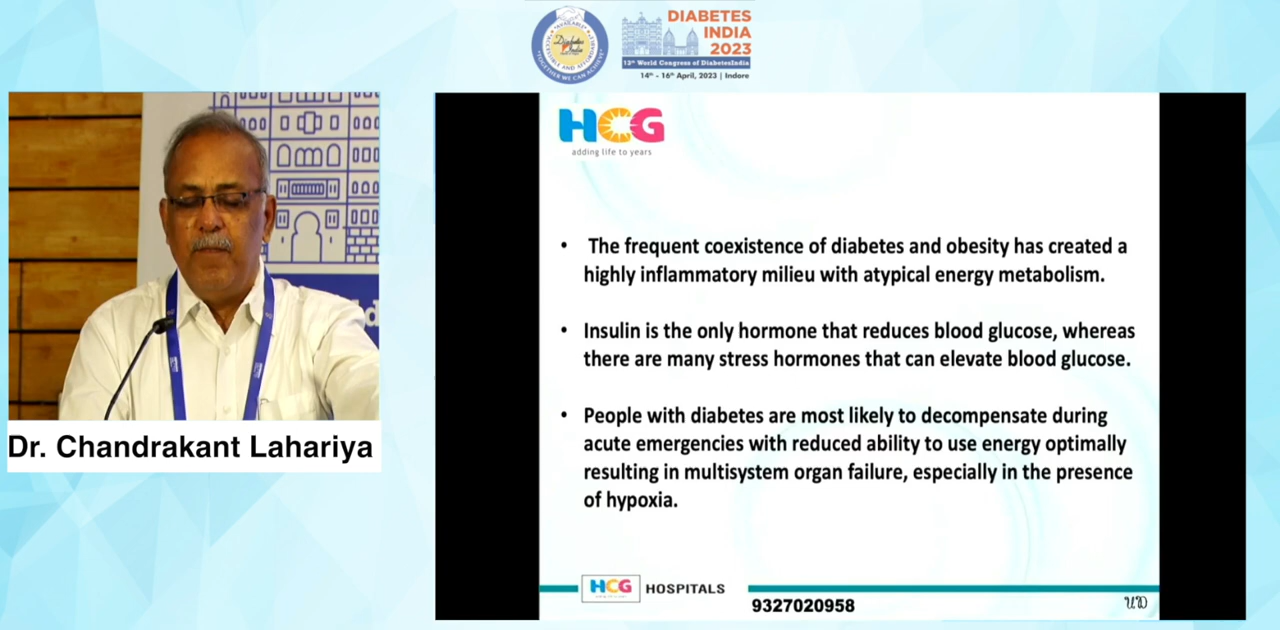 DIABETES
INDIA
2023
13th World Congress of DiabetesIndia
14th - 16th April, 2023 | Indore
HCG
adding life to years
• The frequent coexistence of diabetes and obesity has created a
highly inflammatory milieu with atypical energy metabolism.
• Insulin is the only hormone that reduces blood glucose, whereas
there are many stress hormones that can elevate blood glucose.
• People with diabetes are most likely to decompensate during
acute emergencies with reduced ability to use energy optimally
resulting in multisystem organ failure, especially in the presence
of hypoxia.
Dr. Chandrakant Lahariya
HCG HOSPITALS
9327020958
UD